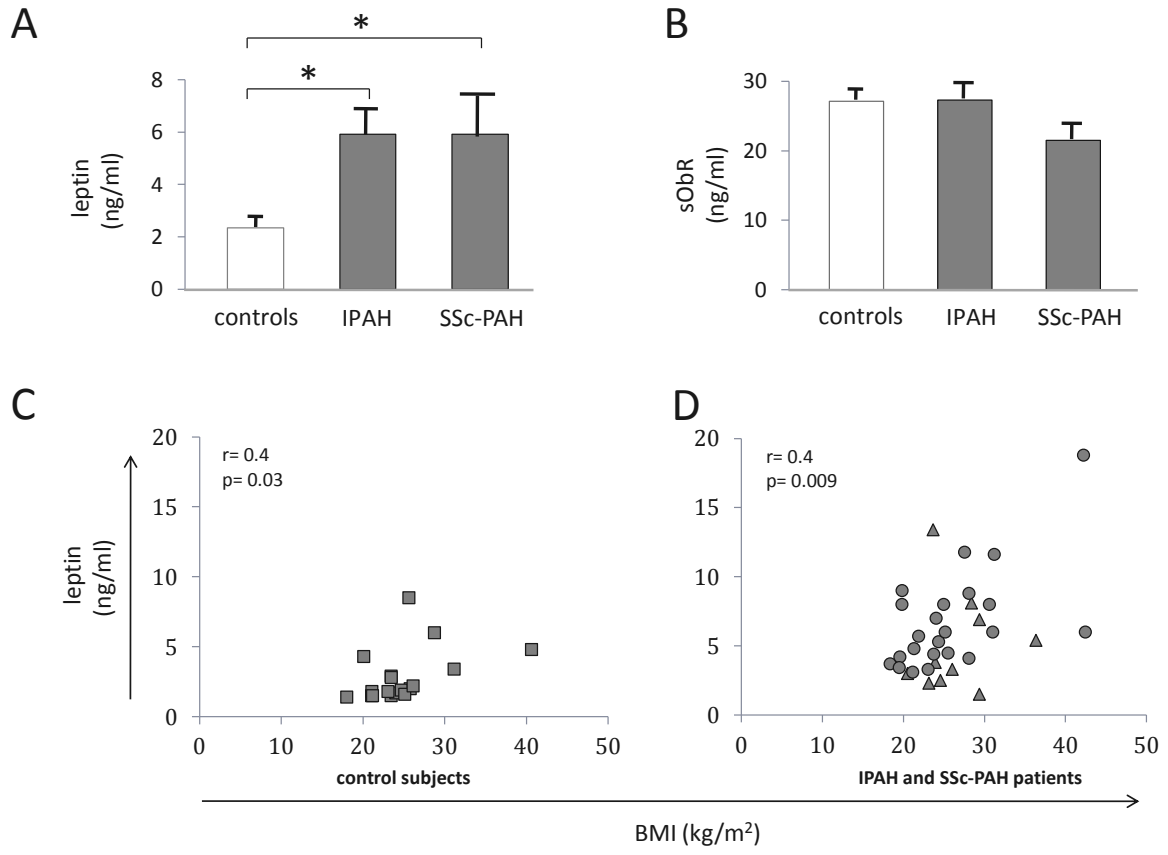 A
*
*
8
6
4
2
0
leptin
(ng/ml)
controls IPAH SSc-PAH
B
30
20
10
0
sObR
(ng/ml)
controls IPAH SSc-PAH
C
20
15
10
5
0
r= 0.4
p= 0.03
leptin
(ng/ml)
0 10 20 30 40 50
control subjects
D
20
15
10
5
0
r= 0.4
p= 0.009
0 10 20 30 40 50
IPAH and SSc-PAH patients
BMI (kg/m²)